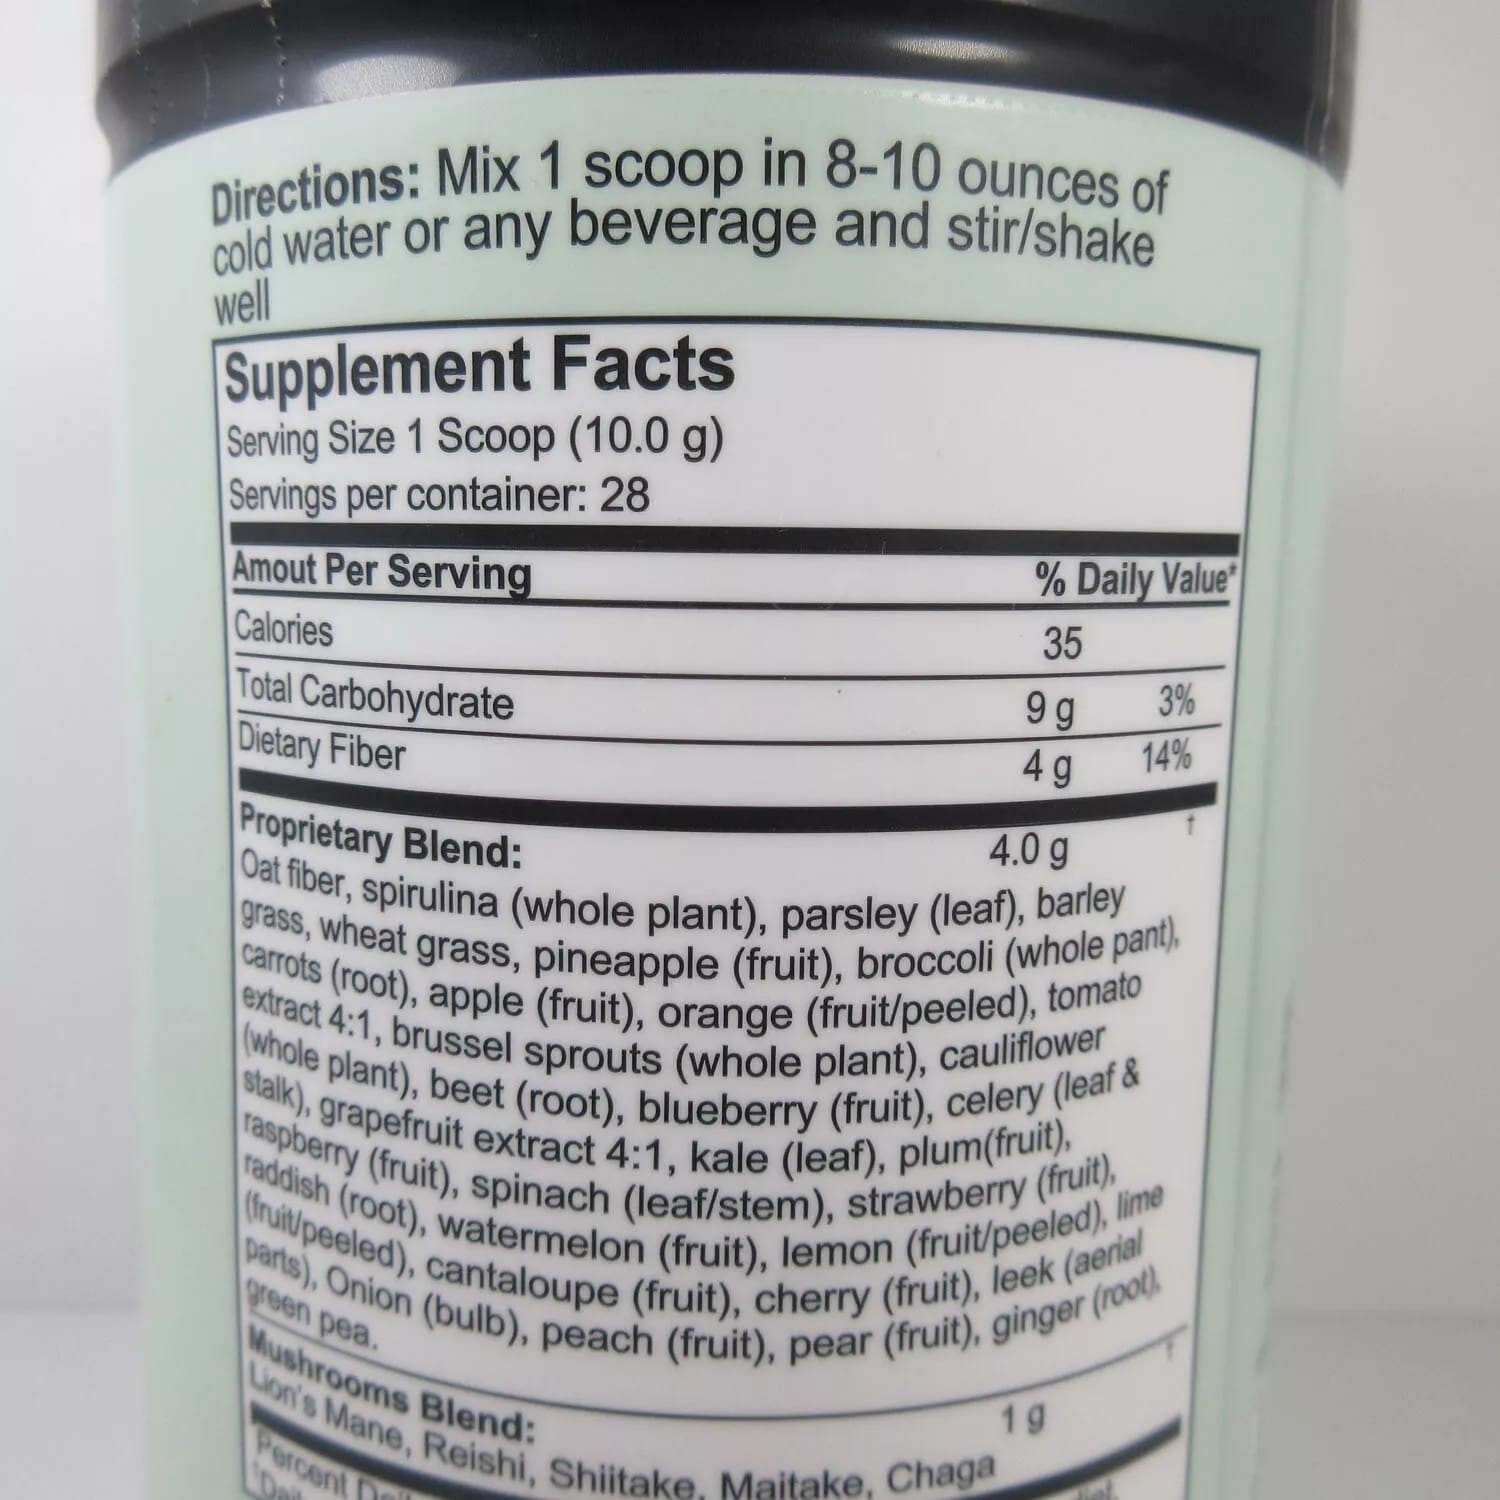 Directions: Mix 1 scoop in 8-10 ounces of
cold water or any beverage and stir/shake
well
Supplement Facts
Serving Size 1 Scoop (10.0 g)
Servings per container: 28
Amout Per Serving % Daily Value*
Calories 35
Total Carbohydrate 9 g 3%
Dietary Fiber 4 g 14%
Proprietary Blend: 4.0 g †
Oat fiber, spirulina (whole plant), parsley (leaf), barley
grass, wheat grass, pineapple (fruit), broccoli (whole pant),
carrots (root), apple (fruit), orange (fruit/peeled), tomato
extract 4:1, brussel sprouts (whole plant), cauliflower
(whole plant), beet (root), blueberry (fruit), celery (leaf &
stalk), grapefruit extract 4:1, kale (leaf), plum(fruit),
raspberry (fruit), spinach (leaf/stem), strawberry (fruit),
raddish (root), watermelon (fruit), lemon (fruit/peeled), lime
(fruit/peeled), cantaloupe (fruit), cherry (fruit), leek (aerial
parts), Onion (bulb), peach (fruit), pear (fruit), ginger (root),
green pea.
Mushrooms Blend: 1 g †
Lion's Mane, Reishi, Shiitake, Maitake, Chaga
Percent